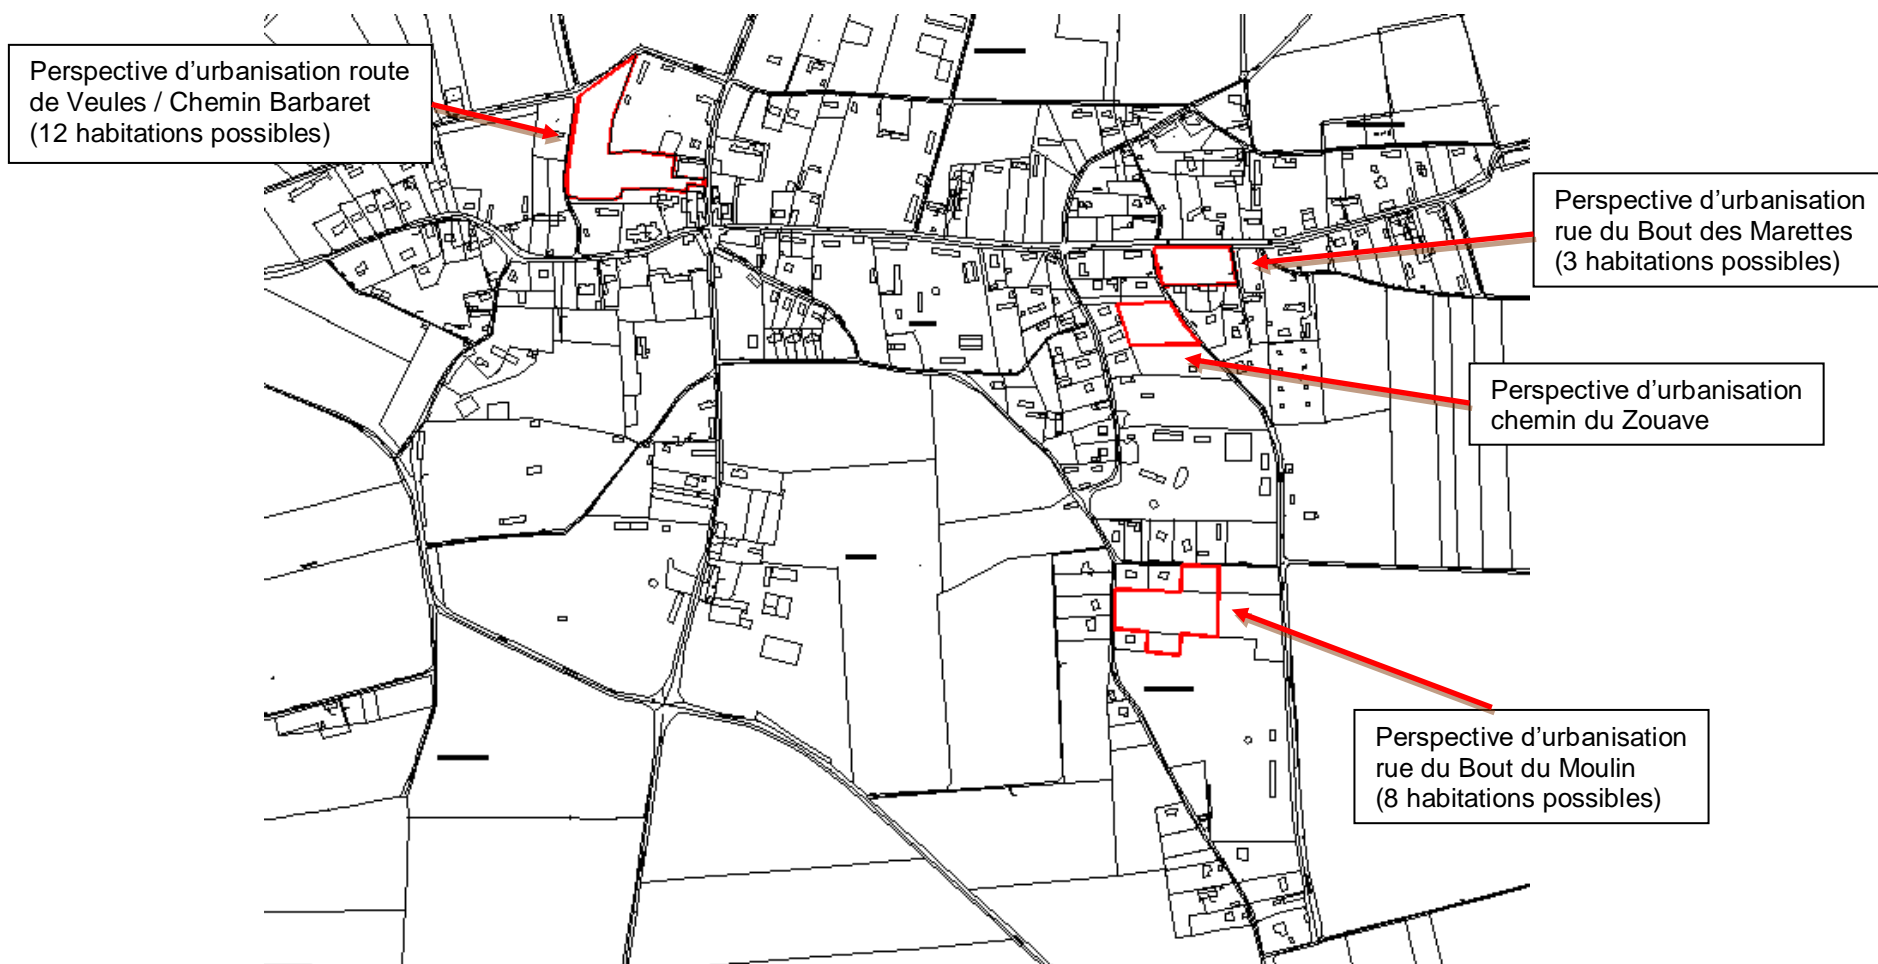 Perspective d’urbanisation route
de Veules / Chemin Barbaret
(12 habitations possibles)
Perspective d’urbanisation
rue du Bout des Marettes
(3 habitations possibles)
Perspective d’urbanisation
chemin du Zouave
Perspective d’urbanisation
rue du Bout du Moulin
(8 habitations possibles)